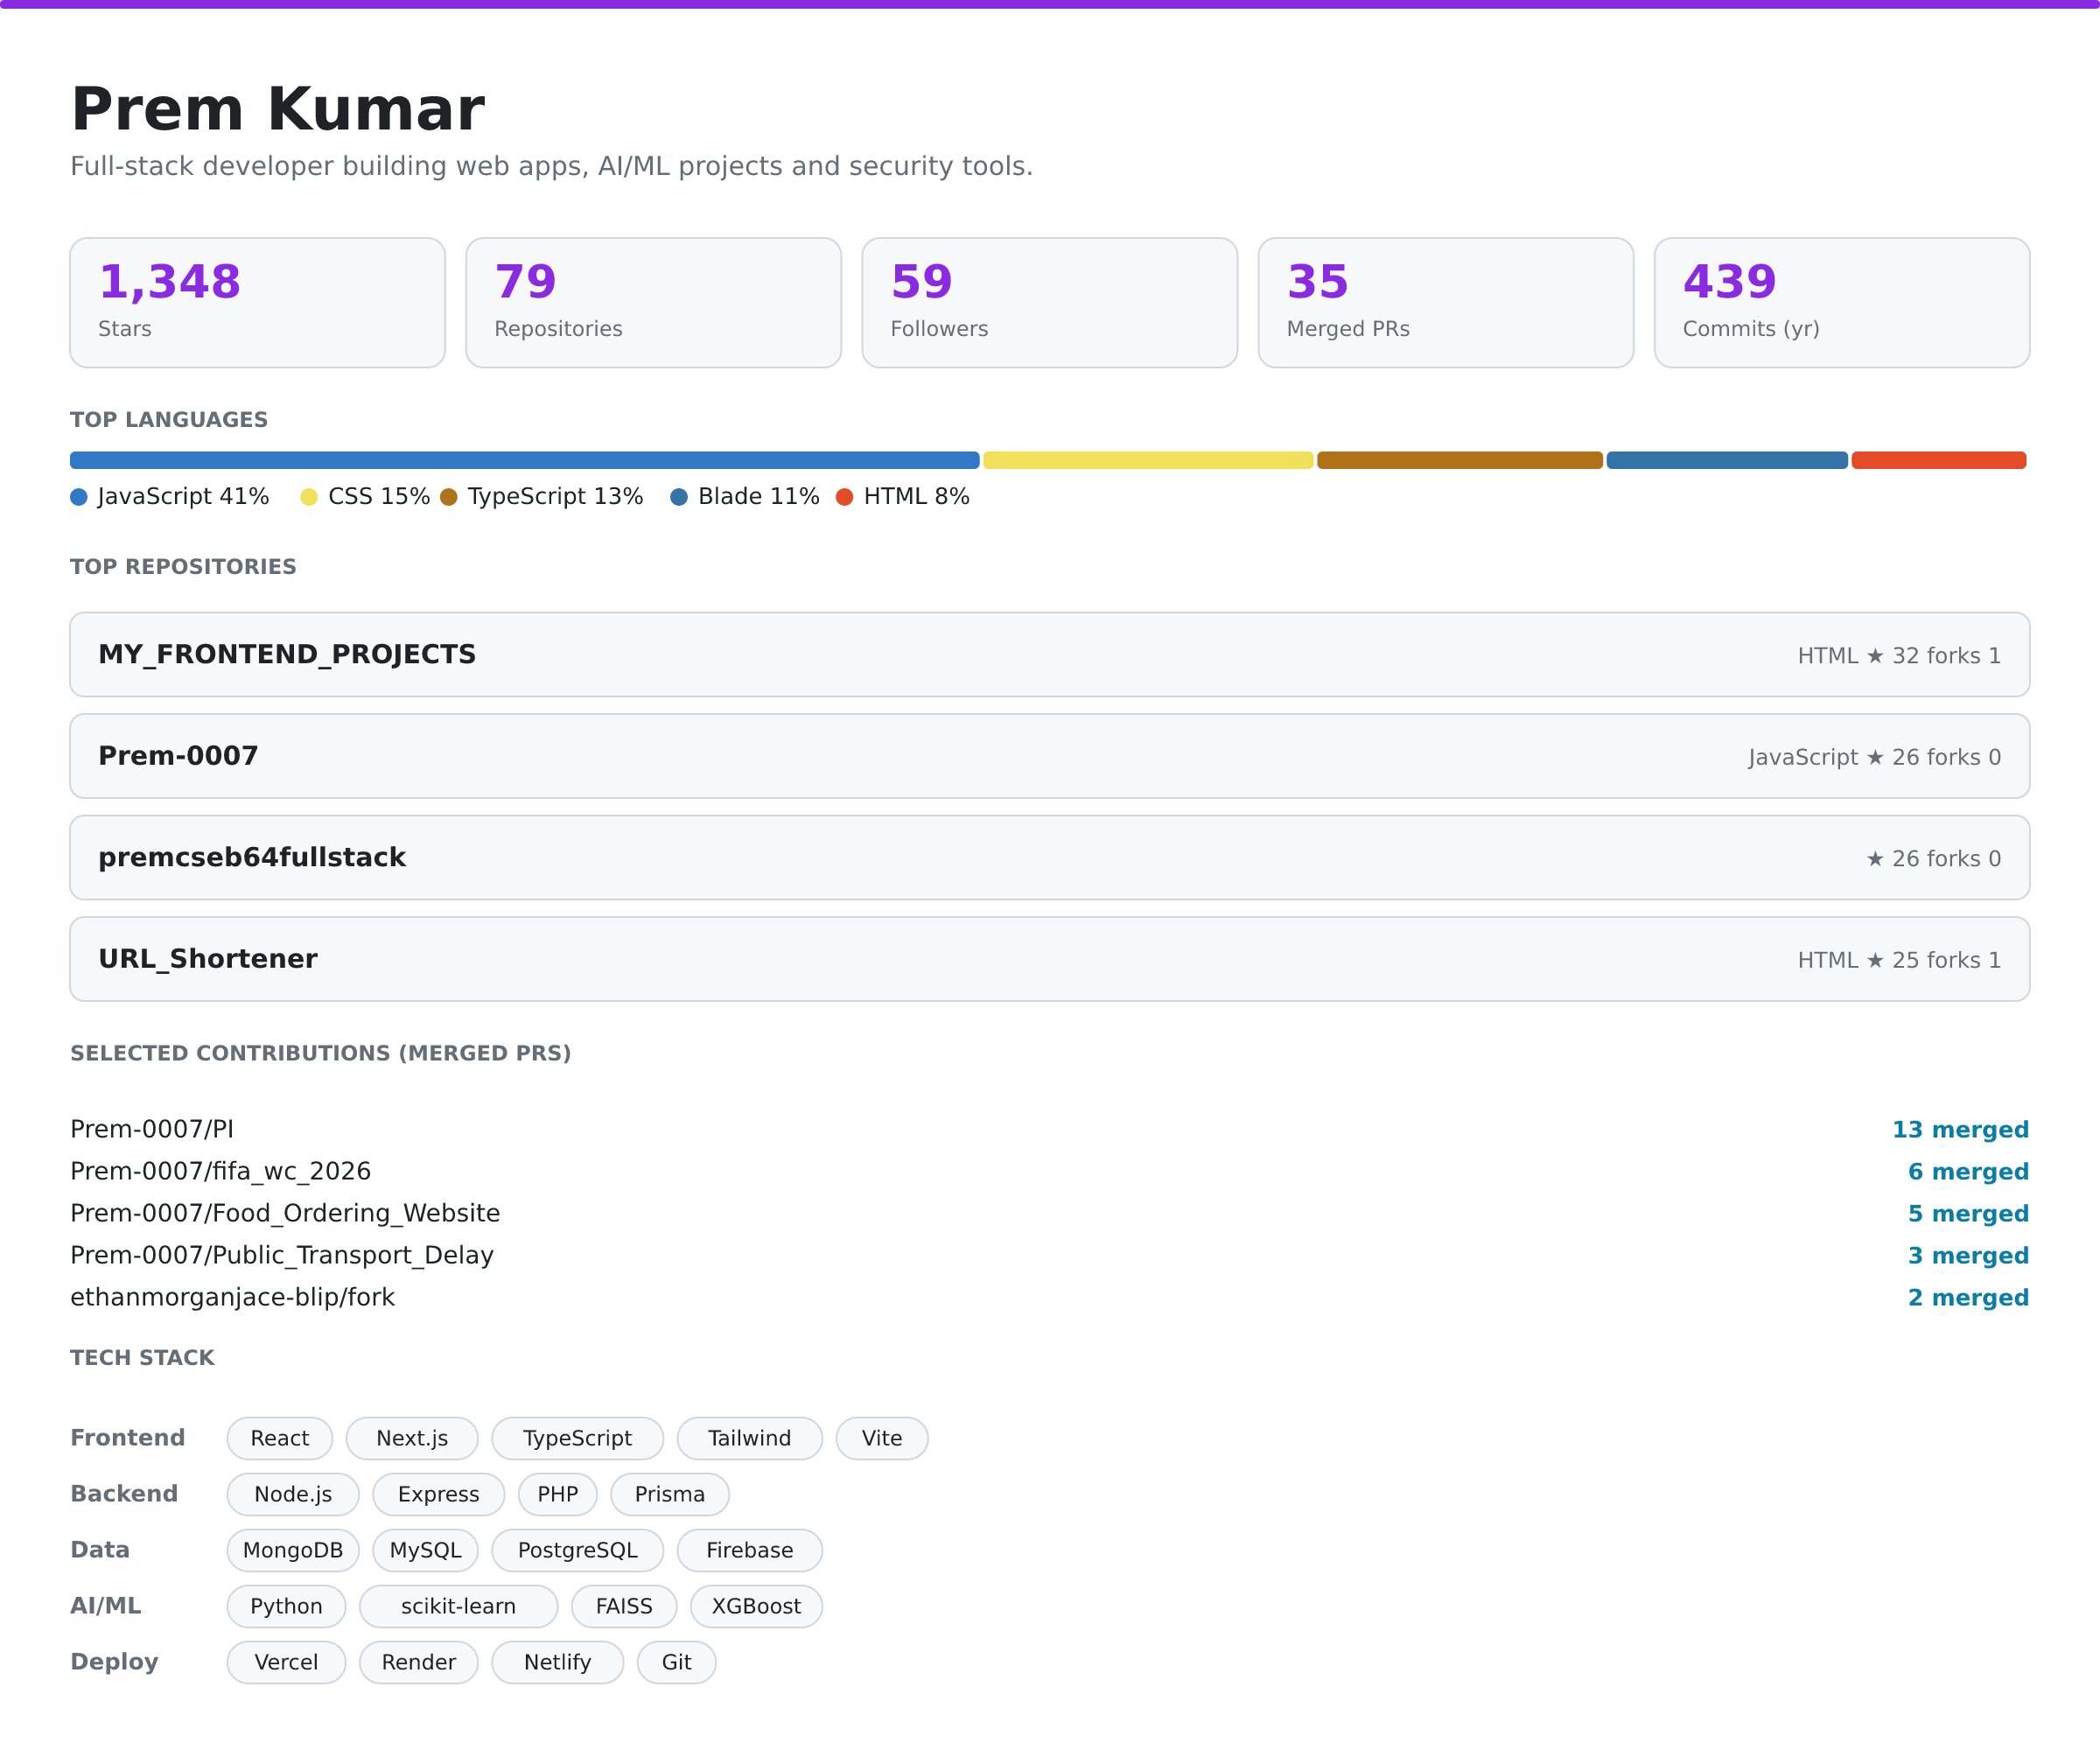 Prem Kumar
Full-stack developer building web apps, AI/ML projects and security tools.
1,348
Stars
79
Repositories
59
Followers
35
Merged PRs
439
Commits (yr)
TOP LANGUAGES
JavaScript 41% CSS 15% TypeScript 13% Blade 11% HTML 8%
TOP REPOSITORIES
MY_FRONTEND_PROJECTS HTML ★ 32 forks 1
Prem-0007 JavaScript ★ 26 forks 0
premcseb64fullstack ★ 26 forks 0
URL_Shortener HTML ★ 25 forks 1
SELECTED CONTRIBUTIONS (MERGED PRS)
Prem-0007/PI 13 merged
Prem-0007/fifa_wc_2026 6 merged
Prem-0007/Food_Ordering_Website 5 merged
Prem-0007/Public_Transport_Delay 3 merged
ethanmorganjace-blip/fork 2 merged
TECH STACK
Frontend React Next.js TypeScript Tailwind Vite
Backend Node.js Express PHP Prisma
Data MongoDB MySQL PostgreSQL Firebase
AI/ML Python scikit-learn FAISS XGBoost
Deploy Vercel Render Netlify Git